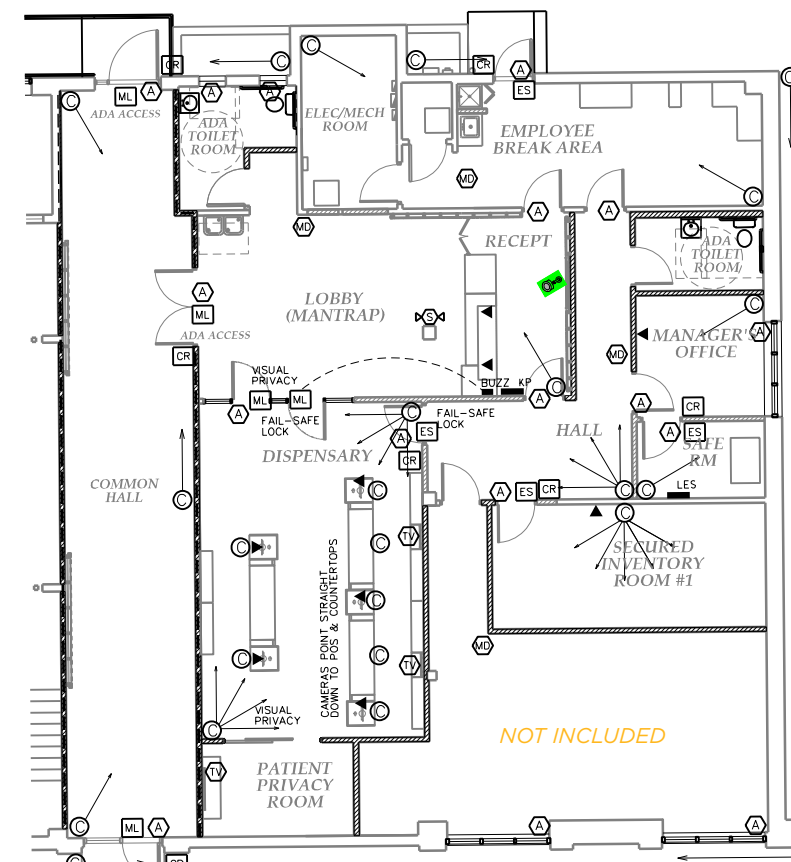 C
CR
C
C
CR
A
C
ES
C
ML
A
A
A
ADA ACCESS
ADA
TOILET
ROOM
ELEC/MECH
ROOM
EMPLOYEE
BREAK AREA
MD
C
MD
A
A
RECEPT
ADA
TOILET
ROOM
A
ML
ADA ACCESS
LOBBY
(MANTRAP)
S
C
MANAGER'S
OFFICE
A
CR
MD
VISUAL
PRIVACY
BUZZ KP
C
ML
ML
A
A
CR
A
FAIL-SAFE
LOCK
C
FAIL-SAFE
LOCK
A
ES
HALL
A
ES
SAFE
RM
DISPENSARY
CR
COMMON
HALL
C
C
A
ES
CR
C
C
LES
C
TV
C
C
SECURED
INVENTORY
ROOM #1
CAMERAS POINT STRAIGHT
DOWN TO POS & COUNTERTOPS
C
C
C
MD
TV
C
VISUAL
PRIVACY
C
NOT INCLUDED
TV
PATIENT
PRIVACY
ROOM
C
ML
A
A
A
C
CR